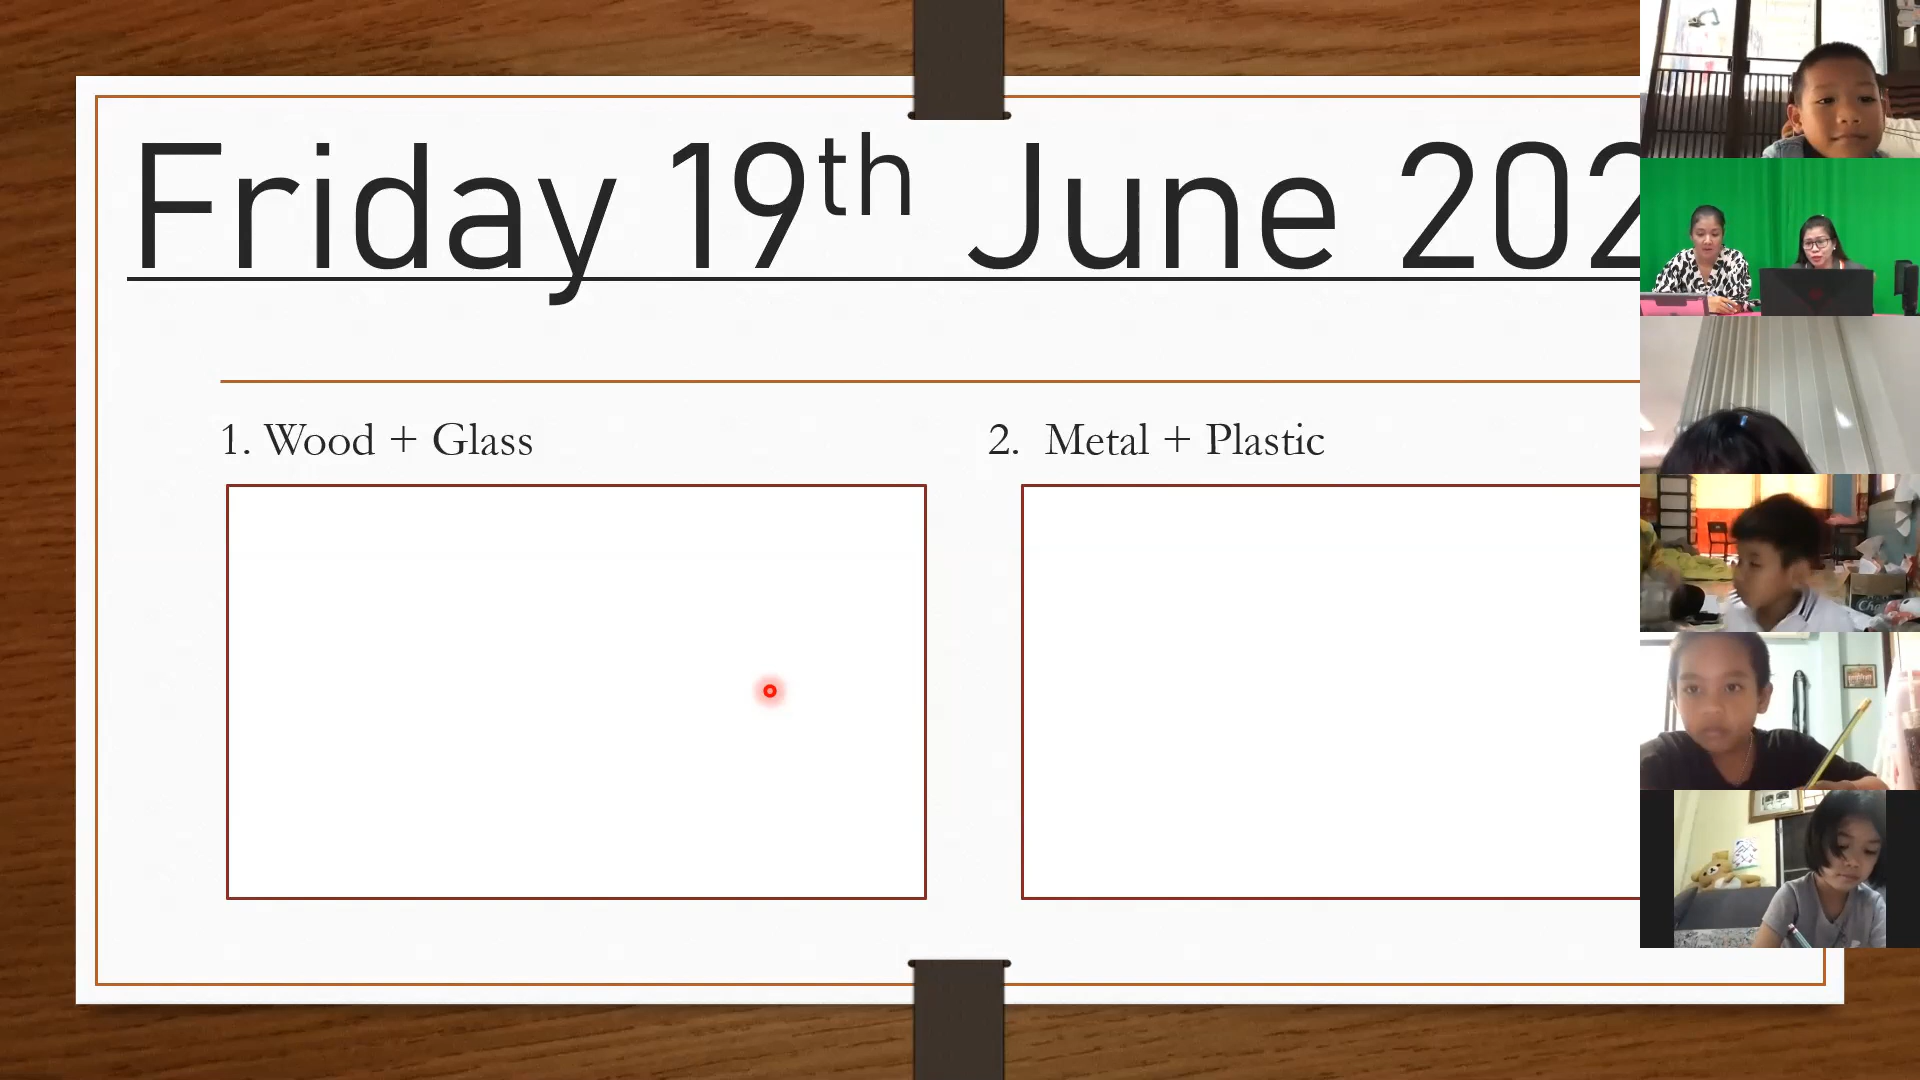 Friday 19th June 202
1. Wood + Glass
2. Metal + Plastic